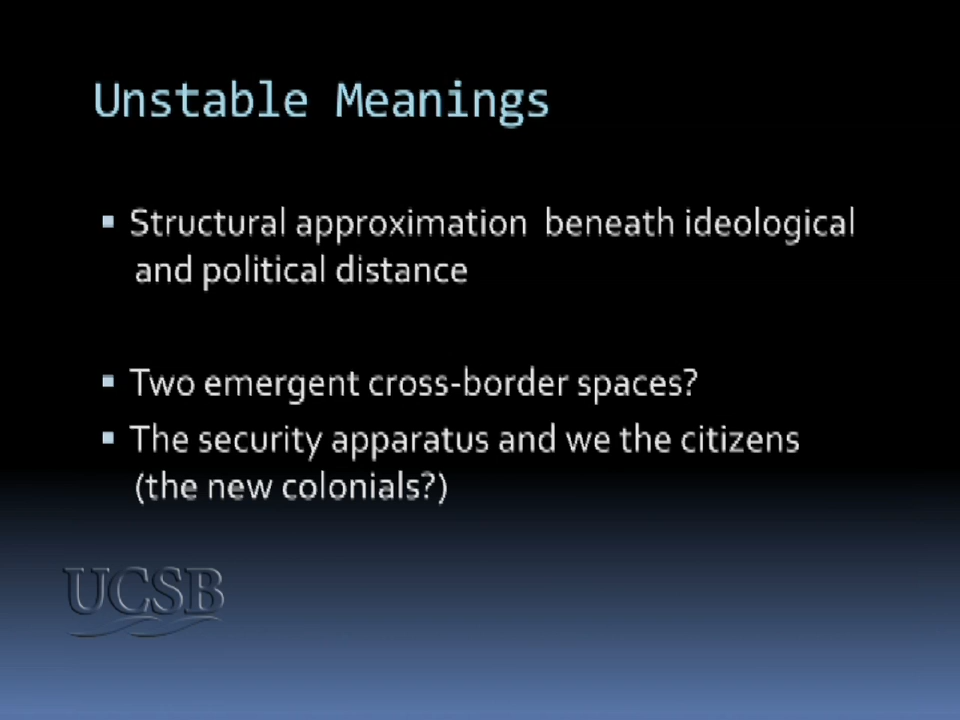 Unstable Meanings
▪ Structural approximation beneath ideological
and political distance
▪ Two emergent cross-border spaces?
▪ The security apparatus and we the citizens
(the new colonials?)
UCSB